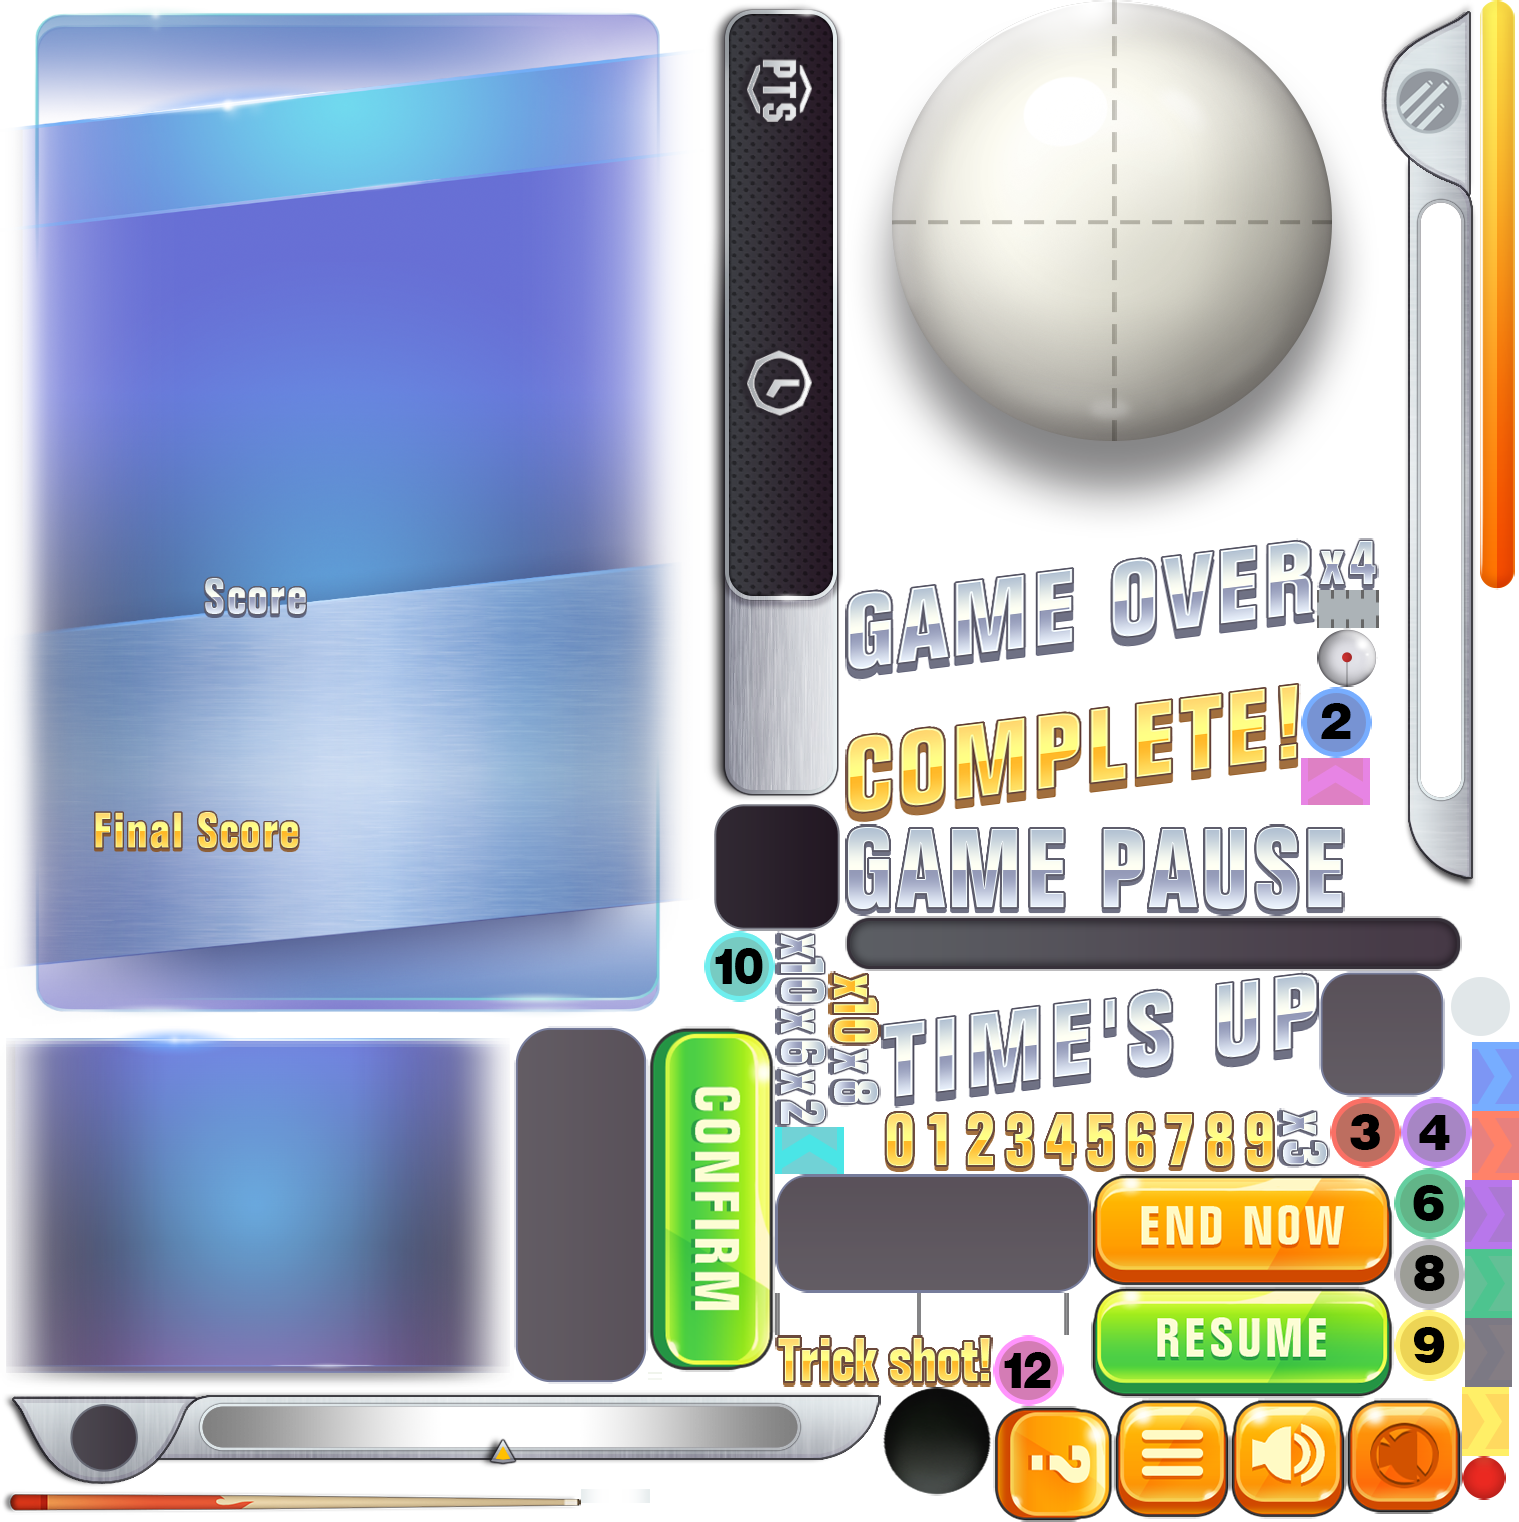 PTS
GAME OVER
x4
Score
COMPLETE!
2
Final Score
GAME PAUSE
10
x10
x6
x2
x10
x8
TIME'S UP
CONFIRM
0123456789
x3
3
4
6
END NOW
8
RESUME
9
Trick shot!
12
?